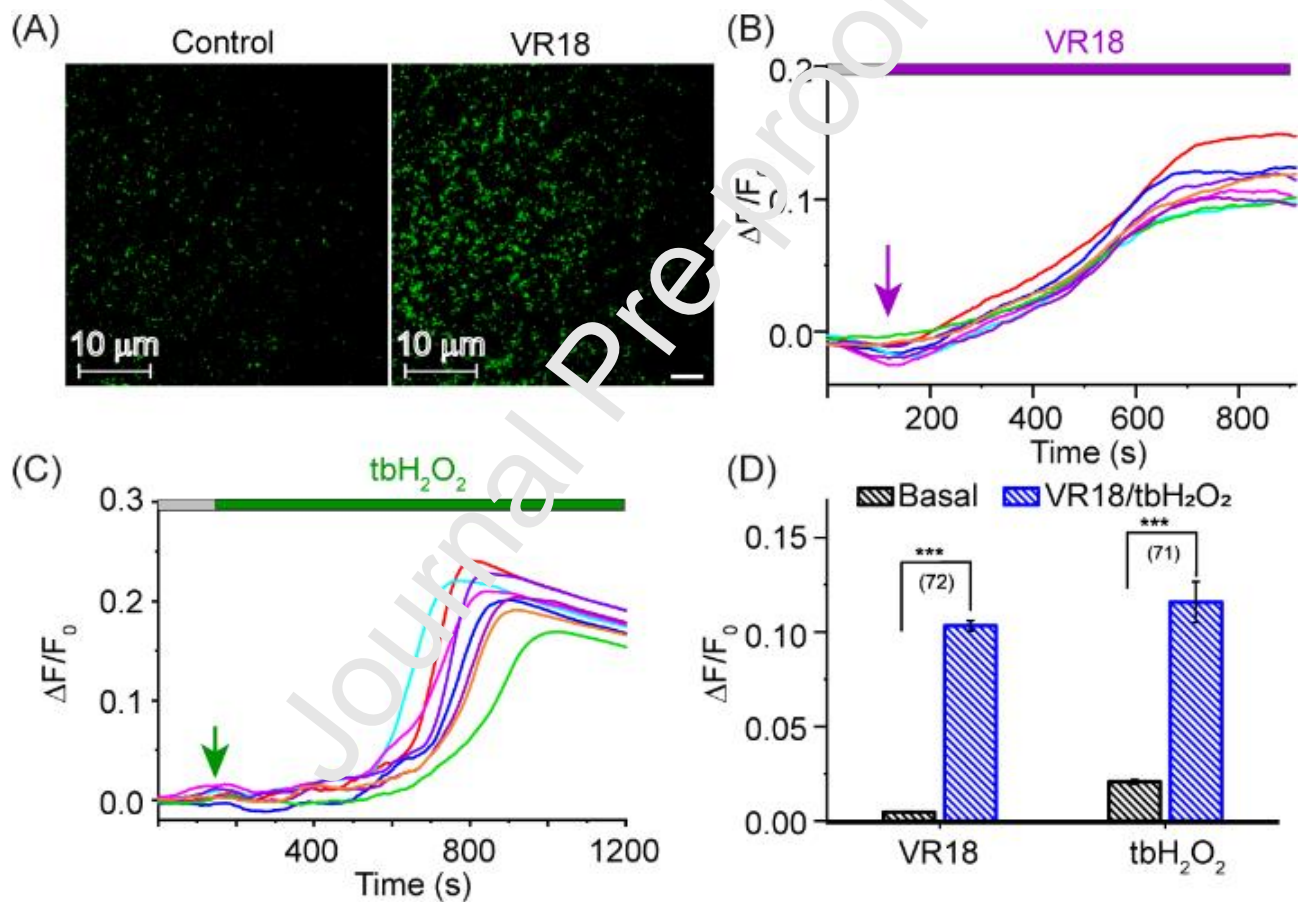 (A)
Control
VR18
10 μm
10 μm
(B)
VR18
0.2
0.1
0.0
ΔF/F₀
200
400
600
800
Time (s)
(C)
tbH₂O₂
0.3
0.2
0.1
0.0
ΔF/F₀
400
800
1200
Time (s)
(D)
Basal
VR18/tbH₂O₂
0.15
0.10
0.05
0.00
ΔF/F₀
***
(72)
***
(71)
VR18
tbH₂O₂
Journal Pre-proof